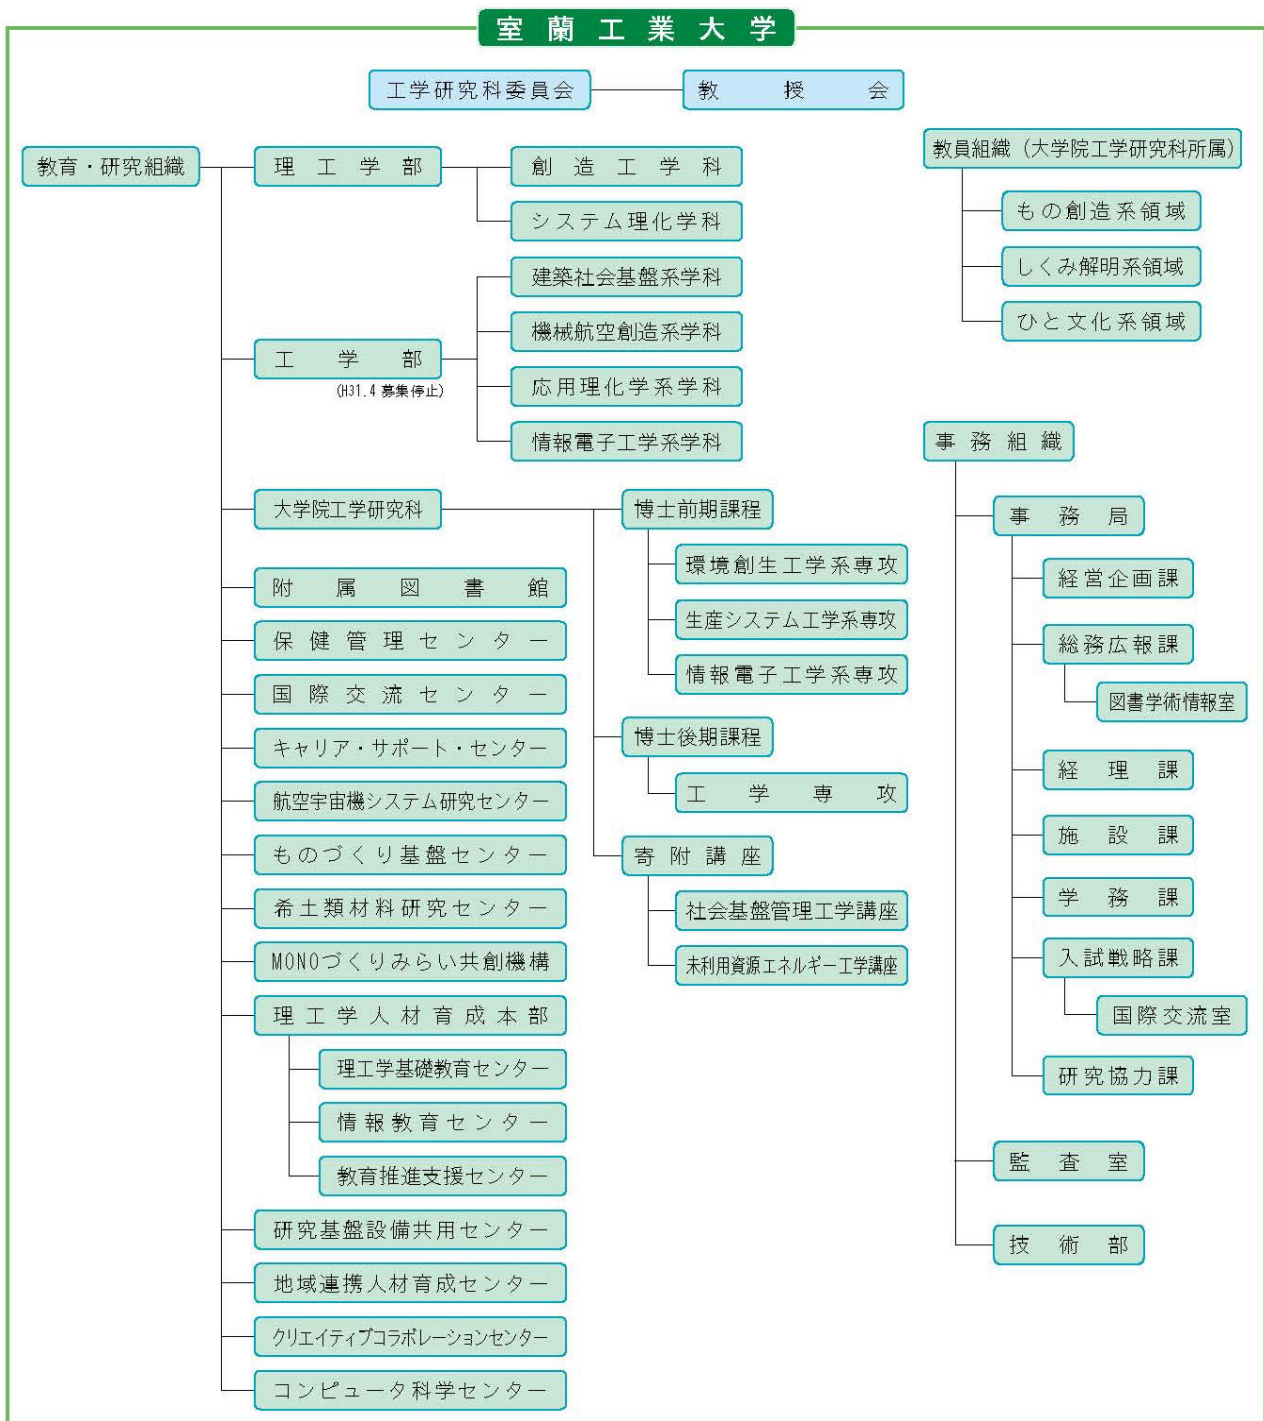 室蘭工業大学
工学研究科委員会
教授会
教育・研究組織
理工学部
創造工学科
システム理化学科
工学部
(H31.4 募集停止)
建築社会基盤系学科
機械航空創造系学科
応用理化学系学科
情報電子工学系学科
大学院工学研究科
博士前期課程
環境創生工学系専攻
生産システム工学系専攻
情報電子工学系専攻
博士後期課程
工学専攻
寄附講座
社会基盤管理工学講座
未利用資源エネルギー工学講座
附属図書館
保健管理センター
国際交流センター
キャリア・サポート・センター
航空宇宙機システム研究センター
ものづくり基盤センター
希土類材料研究センター
MONOづくりみらい共創機構
理工学人材育成本部
理工学基礎教育センター
情報教育センター
教育推進支援センター
研究基盤設備共用センター
地域連携人材育成センター
クリエイティブコラボレーションセンター
コンピュータ科学センター
教員組織（大学院工学研究科所属）
もの創造系領域
しくみ解明系領域
ひと文化系領域
事務組織
事務局
経営企画課
総務広報課
図書学術情報室
経理課
施設課
学務課
入試戦略課
国際交流室
研究協力課
監査室
技術部